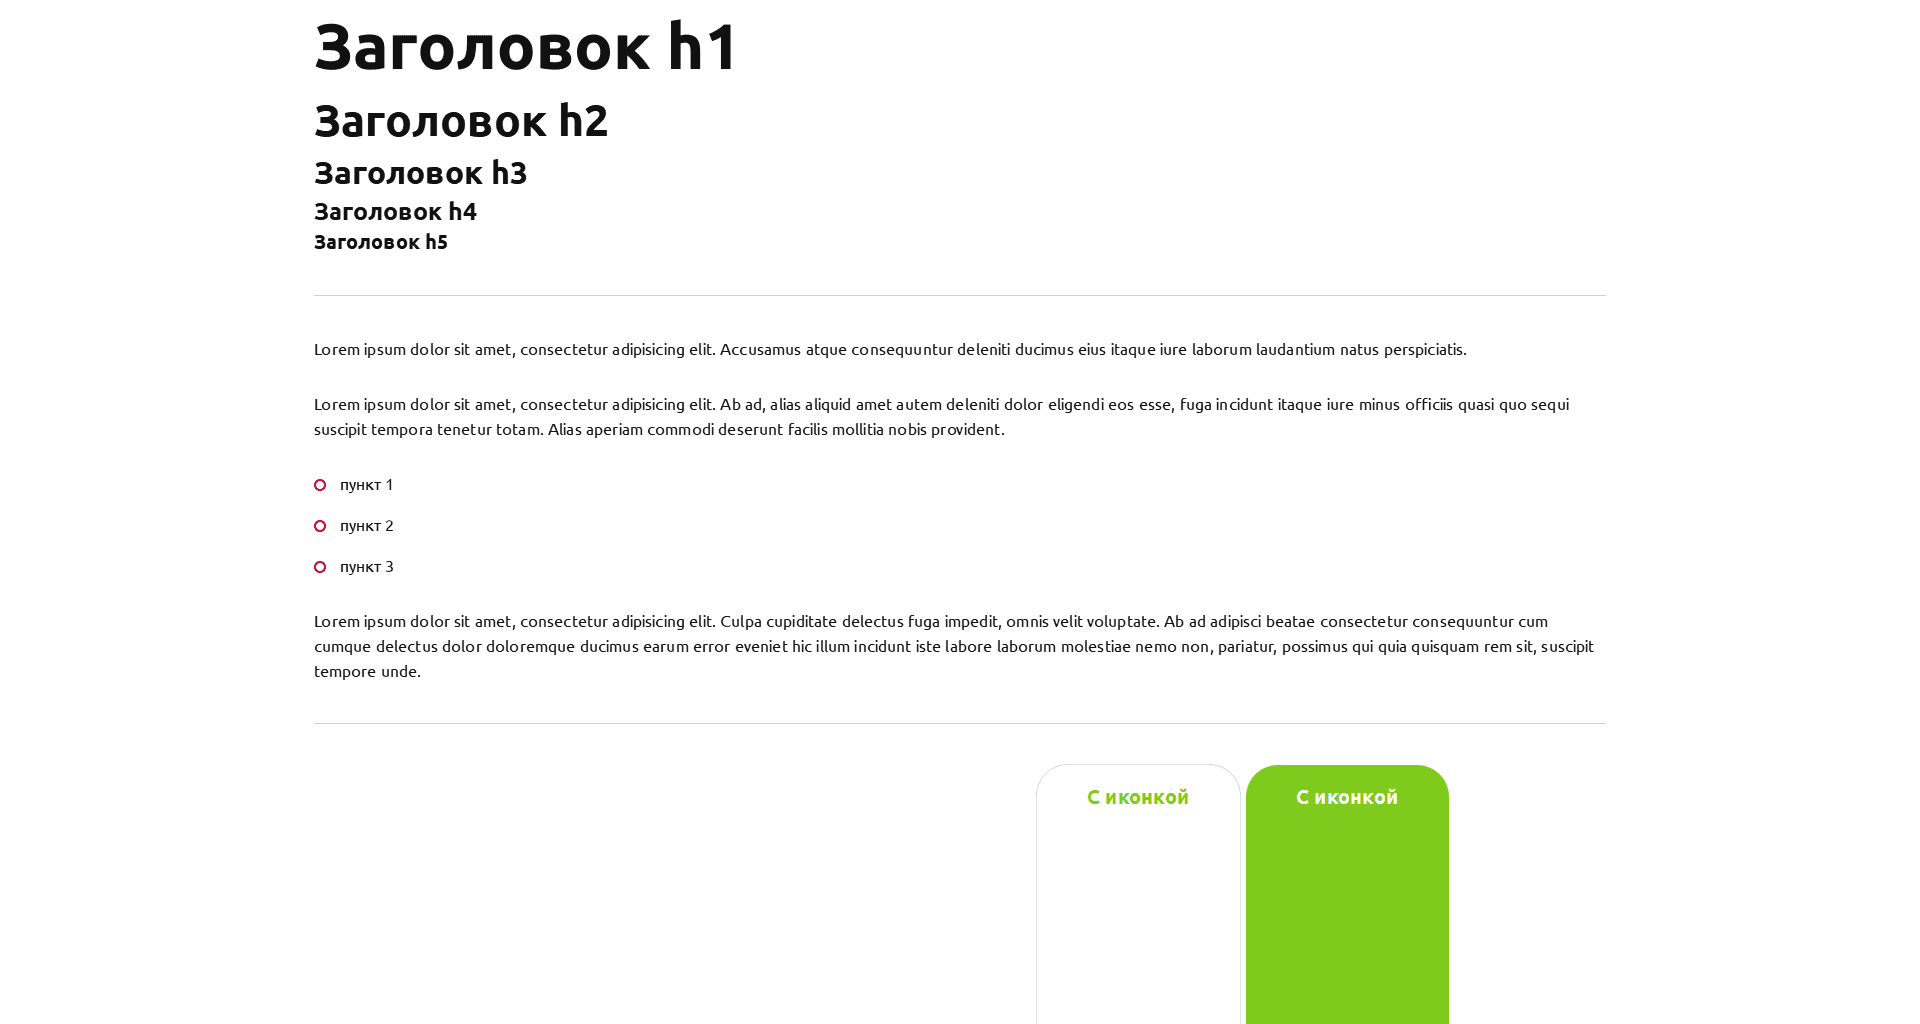 Заголовок h1
Заголовок h2
Заголовок h3
Заголовок h4
Заголовок h5
Lorem ipsum dolor sit amet, consectetur adipisicing elit. Accusamus atque consequuntur deleniti ducimus eius itaque iure laborum laudantium natus perspiciatis.
Lorem ipsum dolor sit amet, consectetur adipisicing elit. Ab ad, alias aliquid amet autem deleniti dolor eligendi eos esse, fuga incidunt itaque iure minus officiis quasi quo sequi
suscipit tempora tenetur totam. Alias aperiam commodi deserunt facilis mollitia nobis provident.
пункт 1
пункт 2
пункт 3
Lorem ipsum dolor sit amet, consectetur adipisicing elit. Culpa cupiditate delectus fuga impedit, omnis velit voluptate. Ab ad adipisci beatae consectetur consequuntur cum
cumque delectus dolor doloremque ducimus earum error eveniet hic illum incidunt iste labore laborum molestiae nemo non, pariatur, possimus qui quia quisquam rem sit, suscipit
tempore unde.
С иконкой
С иконкой